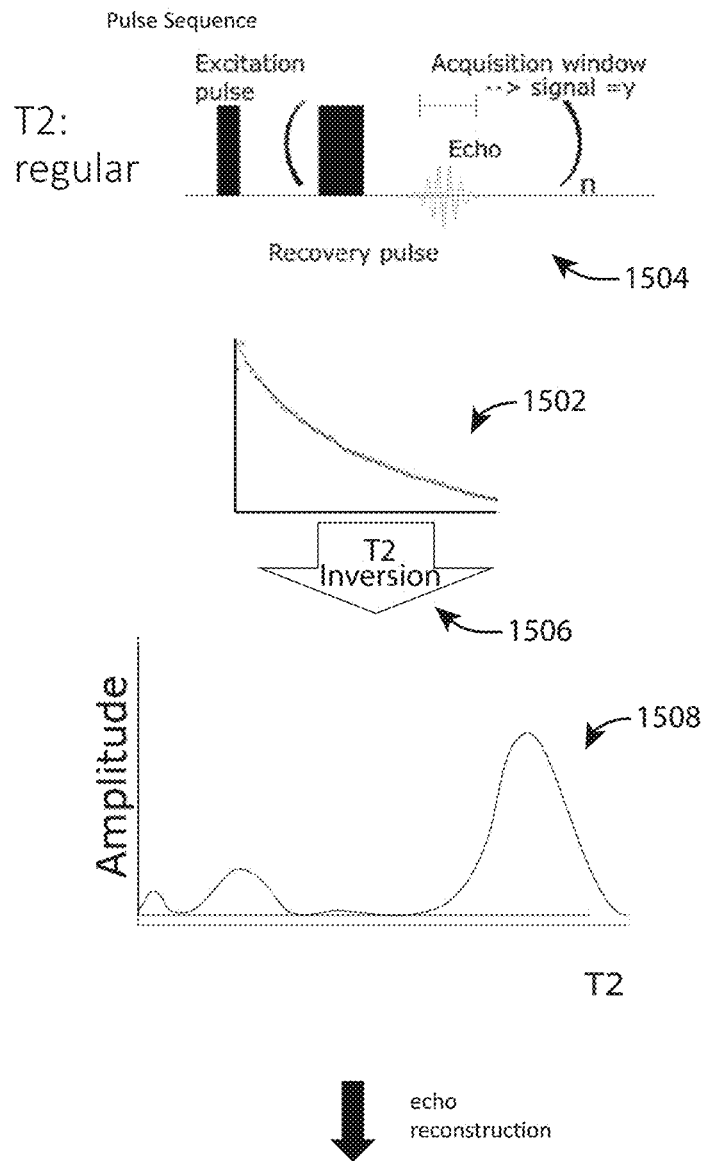 Pulse Sequence
Excitation
pulse
Acquisition window
--> signal =y
T2:
regular
Echo
n
Recovery pulse
1504
1502
T2
Inversion
1506
1508
Amplitude
T2
echo
reconstruction